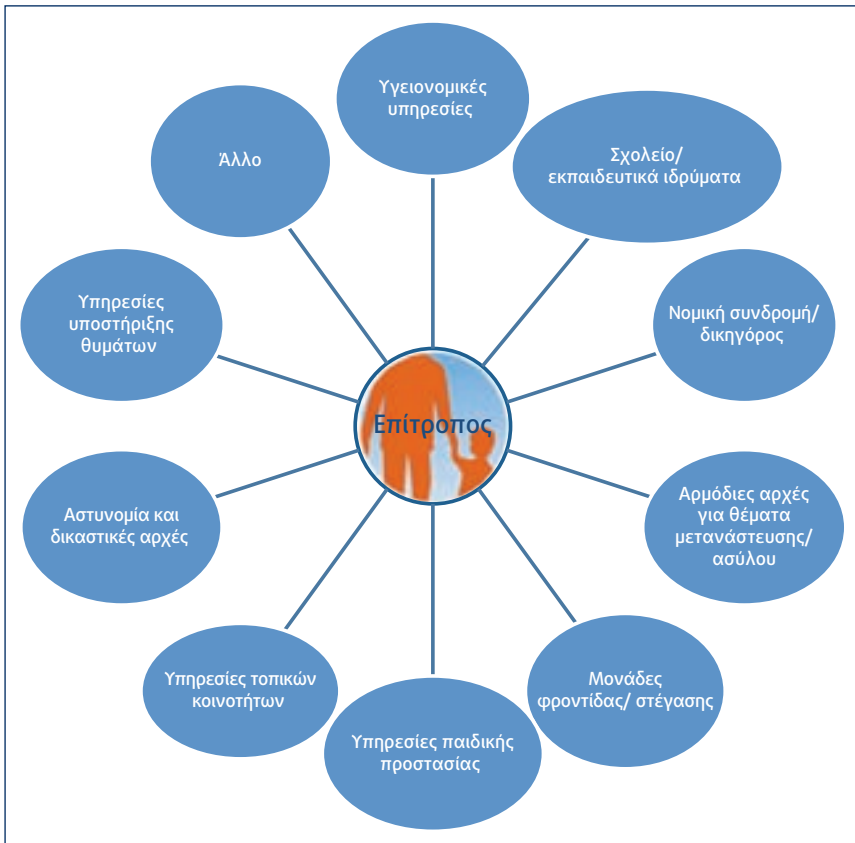 Υγειονομικές
υπηρεσίες
Σχολείο/
εκπαιδευτικά ιδρύματα
Νομική συνδρομή/
δικηγόρος
Αρμόδιες αρχές
για θέματα
μετανάστευσης/
ασύλου
Μονάδες
φροντίδας/ στέγασης
Υπηρεσίες παιδικής
προστασίας
Υπηρεσίες τοπικών
κοινοτήτων
Αστυνομία και
δικαστικές αρχές
Υπηρεσίες
υποστήριξης
θυμάτων
Άλλο
Επίτροπος